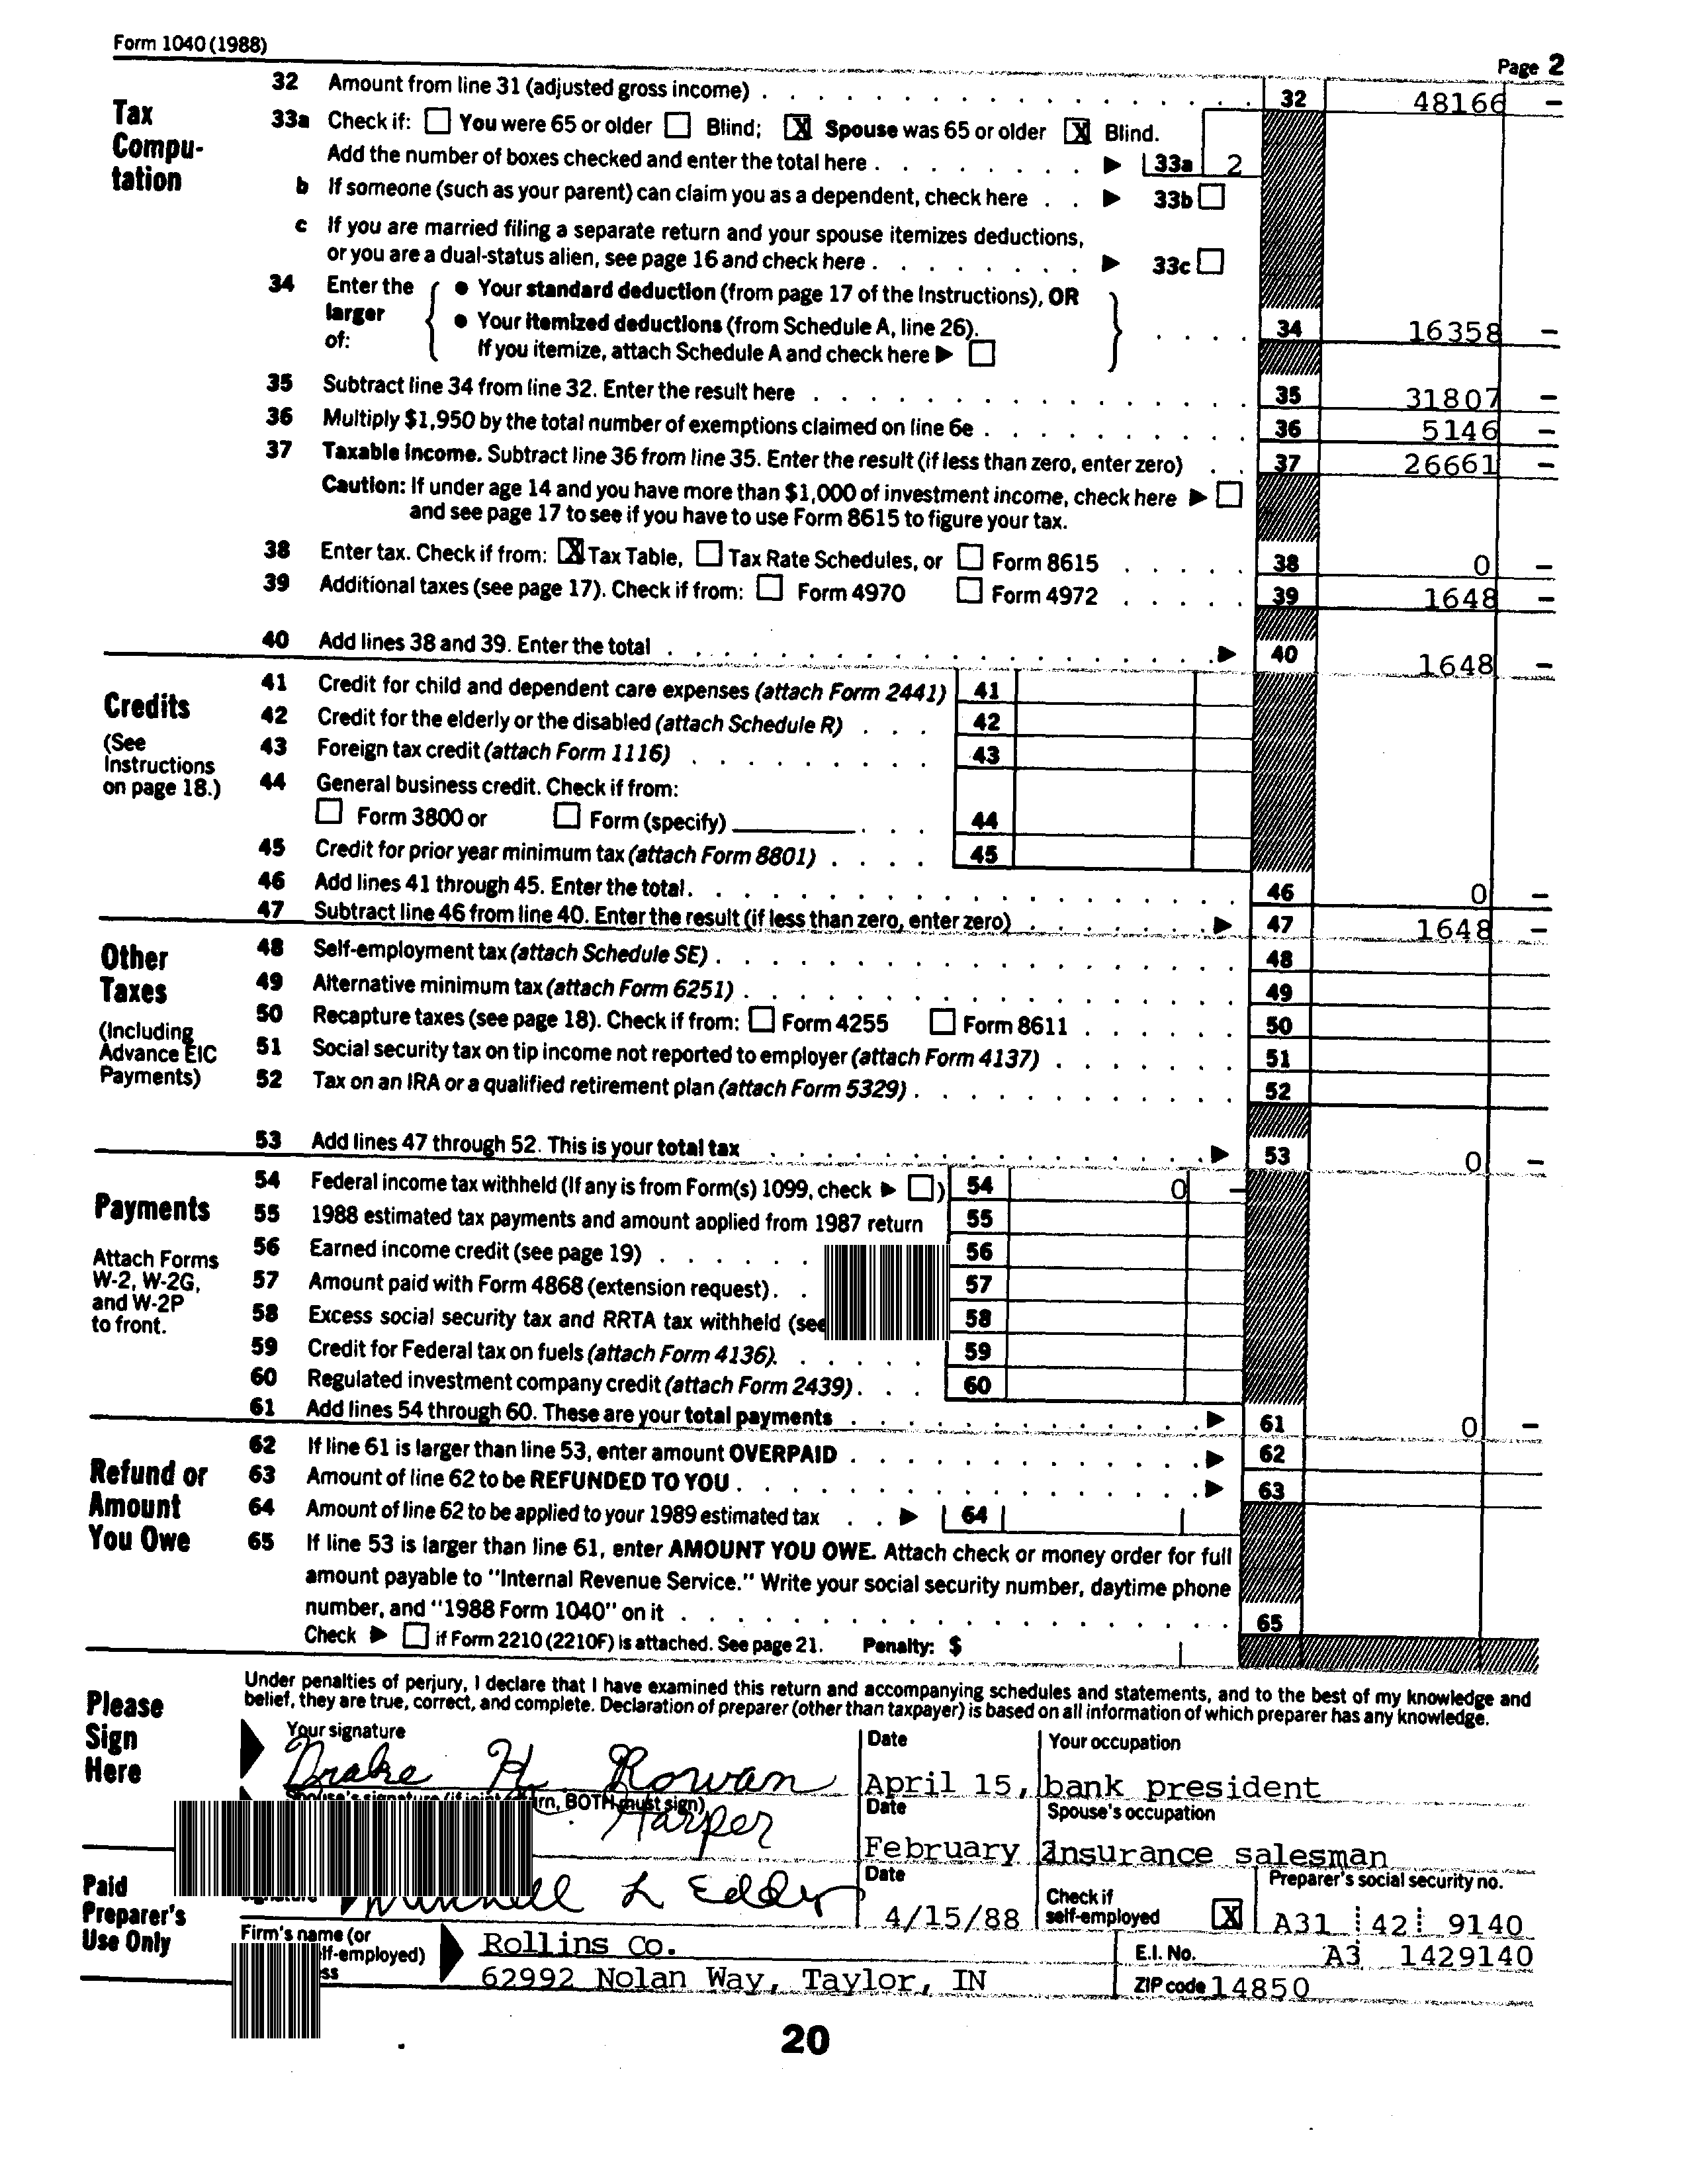 Form 1040 (1988)
Page 2
Tax Compu-tation
32 Amount from line 31 (adjusted gross income) . . . 32 48166 –
33a Check if: You were 65 or older Blind; X Spouse was 65 or older X Blind.
Add the number of boxes checked and enter the total here . . . 33a 2
b If someone (such as your parent) can claim you as a dependent, check here . . 33b
c If you are married filing a separate return and your spouse itemizes deductions,
or you are a dual-status alien, see page 16 and check here . . . 33c
34 Enter the larger of:
• Your standard deduction (from page 17 of the Instructions), OR
• Your itemized deductions (from Schedule A, line 26).
If you itemize, attach Schedule A and check here
34 16358 –
35 Subtract line 34 from line 32. Enter the result here . . . 35 31807 –
36 Multiply $1,950 by the total number of exemptions claimed on line 6e . . . 36 5146 –
37 Taxable Income. Subtract line 36 from line 35. Enter the result (if less than zero, enter zero) . . 37 26661 –
Caution: If under age 14 and you have more than $1,000 of investment income, check here
and see page 17 to see if you have to use Form 8615 to figure your tax.
38 Enter tax. Check if from: X Tax Table, Tax Rate Schedules, or Form 8615 . . . 38 0 –
39 Additional taxes (see page 17). Check if from: Form 4970 Form 4972 . . . 39 1648 –
40 Add lines 38 and 39. Enter the total . . . 40 1648 –
Credits
(See Instructions on page 18.)
41 Credit for child and dependent care expenses (attach Form 2441) 41
42 Credit for the elderly or the disabled (attach Schedule R) . . . 42
43 Foreign tax credit (attach Form 1116) . . . 43
44 General business credit. Check if from:
Form 3800 or Form (specify) . . . 44
45 Credit for prior year minimum tax (attach Form 8801) . . . 45
46 Add lines 41 through 45. Enter the total. . . . 46 0 –
47 Subtract line 46 from line 40. Enter the result (if less than zero, enter zero) . . . 47 1648 –
Other Taxes
(Including Advance EIC Payments)
48 Self-employment tax (attach Schedule SE) . . . 48
49 Alternative minimum tax (attach Form 6251) . . . 49
50 Recapture taxes (see page 18). Check if from: Form 4255 Form 8611 . . . 50
51 Social security tax on tip income not reported to employer (attach Form 4137) . . . 51
52 Tax on an IRA or a qualified retirement plan (attach Form 5329) . . . 52
53 Add lines 47 through 52. This is your total tax . . . 53 0 –
Payments
Attach Forms W-2, W-2G, and W-2P to front.
54 Federal income tax withheld (If any is from Form(s) 1099, check ) 54 0 –
55 1988 estimated tax payments and amount applied from 1987 return 55
56 Earned income credit (see page 19) . . . 56
57 Amount paid with Form 4868 (extension request) . . 57
58 Excess social security tax and RRTA tax withheld (see 58
59 Credit for Federal tax on fuels (attach Form 4136). . . . 59
60 Regulated investment company credit (attach Form 2439) . . . 60
61 Add lines 54 through 60. These are your total payments . . . 61 0 –
Refund or Amount You Owe
62 If line 61 is larger than line 53, enter amount OVERPAID . . . 62
63 Amount of line 62 to be REFUNDED TO YOU . . . 63
64 Amount of line 62 to be applied to your 1989 estimated tax . . 64
65 If line 53 is larger than line 61, enter AMOUNT YOU OWE. Attach check or money order for full
amount payable to "Internal Revenue Service." Write your social security number, daytime phone
number, and "1988 Form 1040" on it . . . 65
Check if Form 2210 (2210F) is attached. See page 21. Penalty: $
Please Sign Here
Under penalties of perjury, I declare that I have examined this return and accompanying schedules and statements, and to the best of my knowledge and
belief, they are true, correct, and complete. Declaration of preparer (other than taxpayer) is based on all information of which preparer has any knowledge.
Your signature Date Your occupation
Drake H. Rowan April 15, bank president
BOTH must sign) Date Spouse's occupation
Harper February insurance salesman
Paid Preparer's Use Only
Date Check if self-employed X Preparer's social security no.
L Eddy 4/15/88 A31 42 9140
Firm's name (or Rollins Co. E.I. No. A3 1429140
62992 Nolan Way, Taylor, IN ZIP code 14850
20